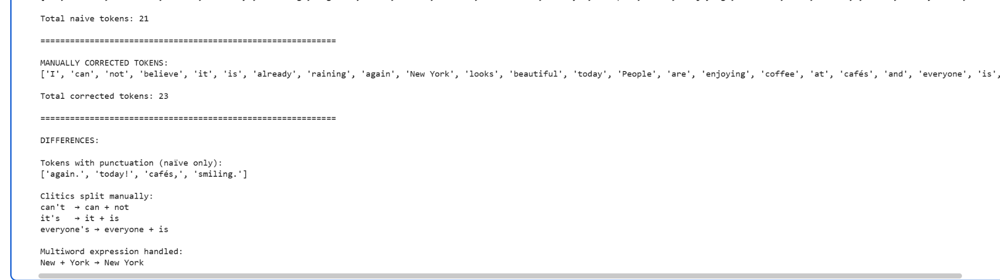 Total naive tokens: 21
============================================================
MANUALLY CORRECTED TOKENS:
['I', 'can', 'not', 'believe', 'it', 'is', 'already', 'raining', 'again', 'New York', 'looks', 'beautiful', 'today', 'People', 'are', 'enjoying', 'coffee', 'at', 'cafés', 'and', 'everyone', 'is',
Total corrected tokens: 23
============================================================
DIFFERENCES:
Tokens with punctuation (naïve only):
['again.', 'today!', 'cafés,', 'smiling.']
Clitics split manually:
can't  → can + not
it's   → it + is
everyone's → everyone + is
Multiword expression handled:
New + York → New York